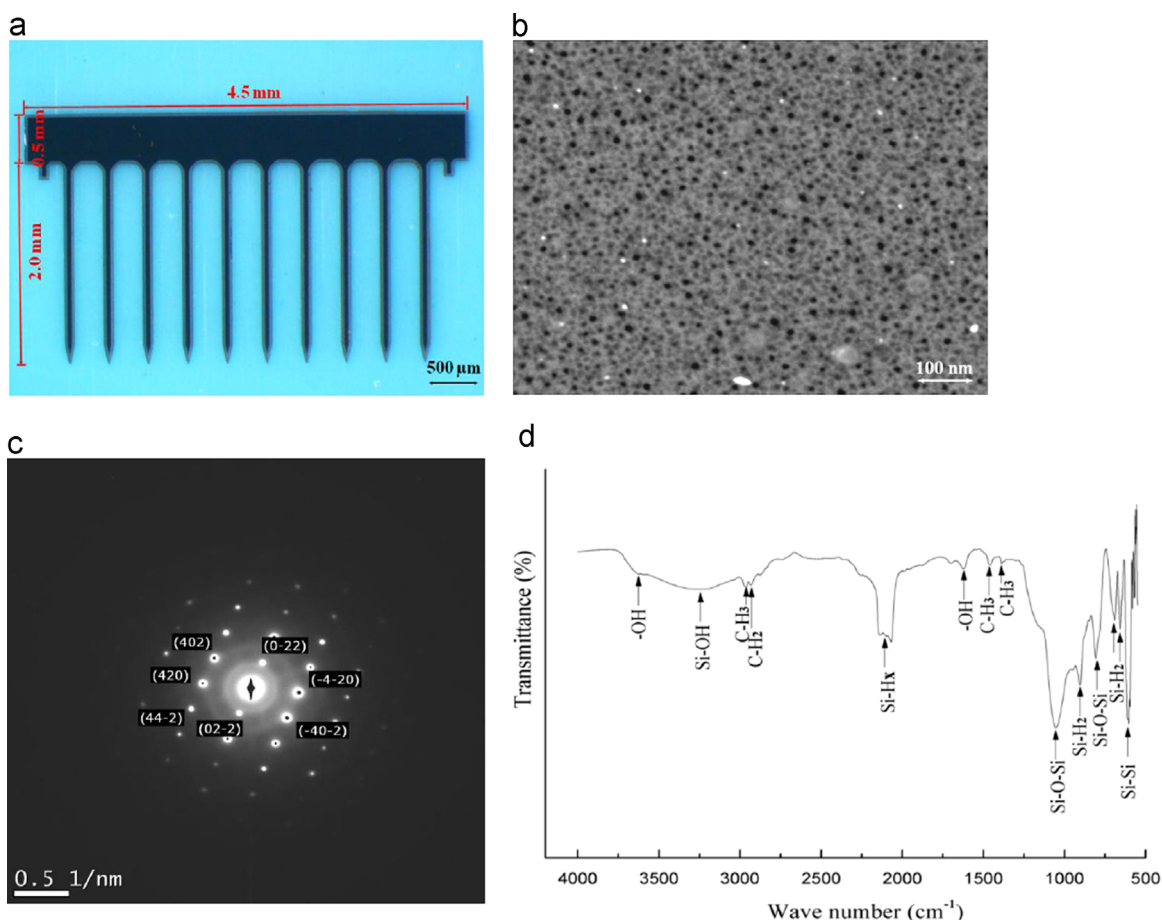 a
4.5 mm
0.5 mm
2.0 mm
500 µm
b
100 nm
c
(402)
(0-22)
(420)
(-4-20)
(44-2)
(02-2)
(-40-2)
0.5 1/nm
d
Transmittance (%)
-OH
Si-OH
C-H3
C-H2
Si-Hx
-OH
C-H3
C-H3
Si-O-Si
Si-H2
Si-O-Si
Si-H2
Si-Si
4000 3500 3000 2500 2000 1500 1000 500
Wave number (cm⁻¹)